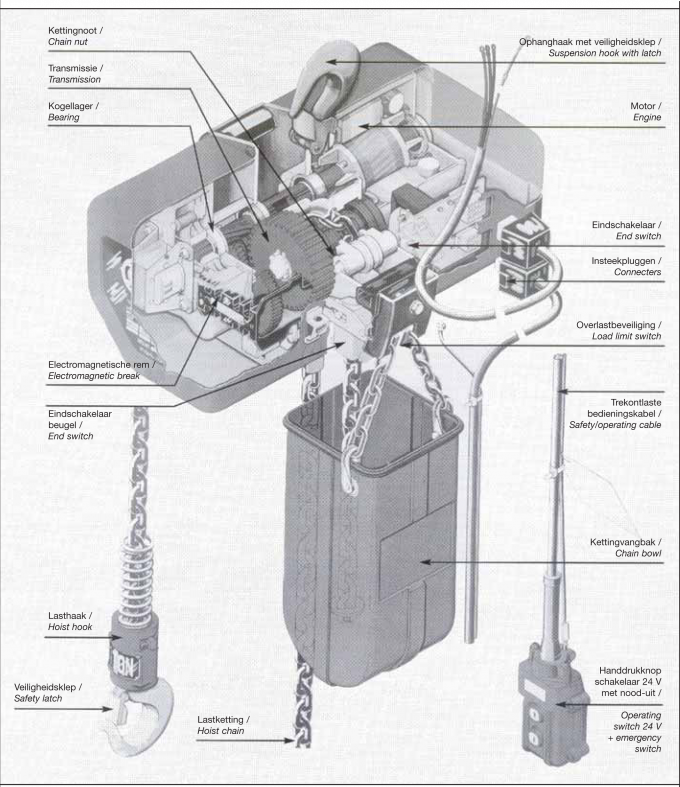 Kettingnoot /
Chain nut
Transmissie /
Transmission
Kogellager /
Bearing
Electromagnetische rem /
Electromagnetic break
Eindschakelaar
beugel /
End switch
Lasthaak /
Hoist hook
Veiligheidsklep /
Safety latch
Lastketting /
Hoist chain
Ophanghaak met veiligheidsklep /
Suspension hook with latch
Motor /
Engine
Eindschakelaar /
End switch
Insteekpluggen /
Connecters
Overlastbeveiliging /
Load limit switch
Trekontlaste
bedieningskabel /
Safety/operating cable
Kettingvangbak /
Chain bowl
Handdrukknop
schakelaar 24 V
met nood-uit /
Operating
switch 24 V
+ emergency
switch